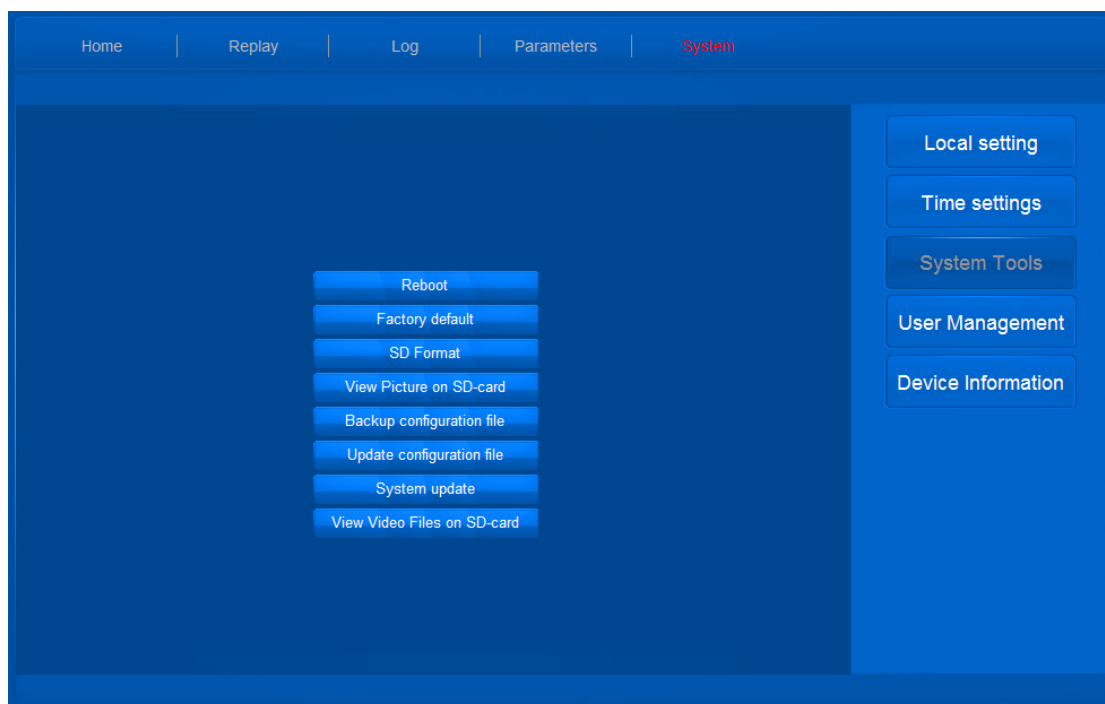 Home Replay Log Parameters System
Local setting
Time settings
System Tools
User Management
Device Information
Reboot
Factory default
SD Format
View Picture on SD-card
Backup configuration file
Update configuration file
System update
View Video Files on SD-card